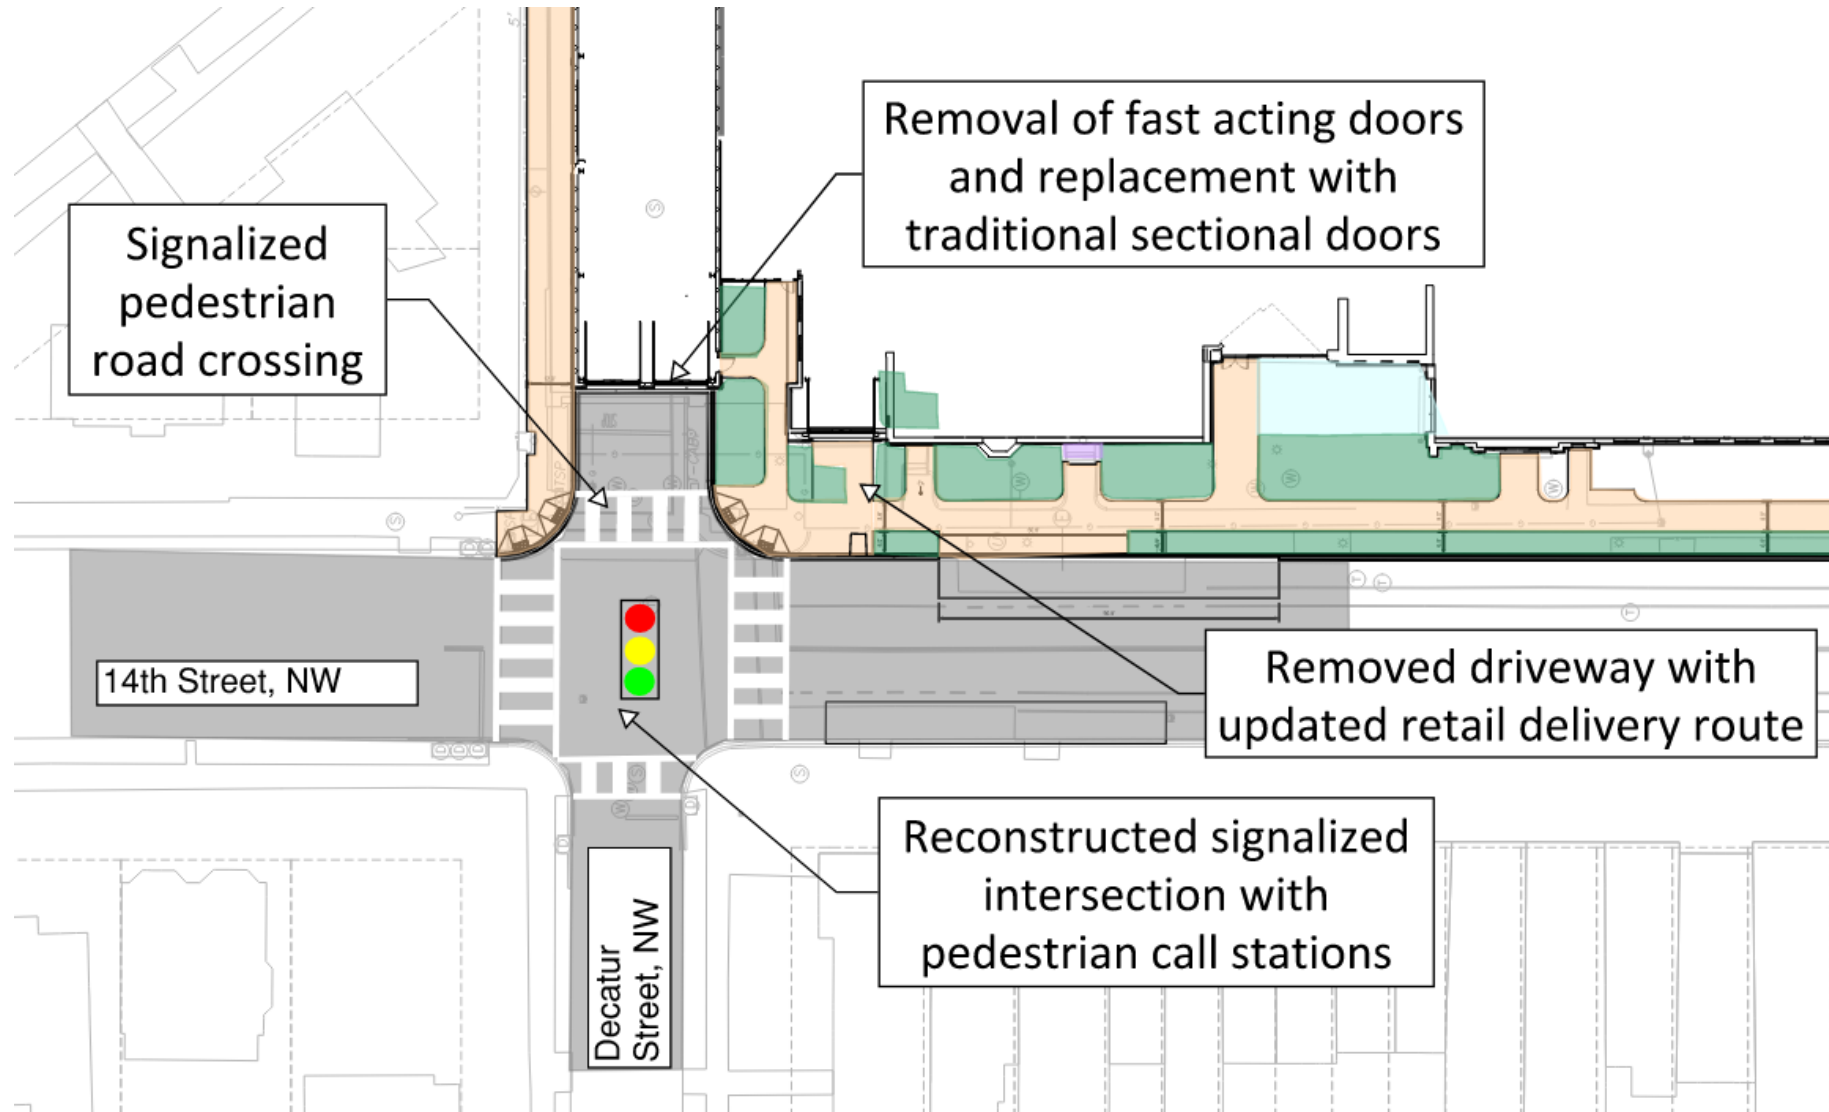 Removal of fast acting doors
and replacement with
traditional sectional doors
Signalized
pedestrian
road crossing
14th Street, NW
Removed driveway with
updated retail delivery route
Reconstructed signalized
intersection with
pedestrian call stations
Decatur
Street, NW
5'
S
S
S
S
W
W
W
W
W
T
T
T
E
D
D